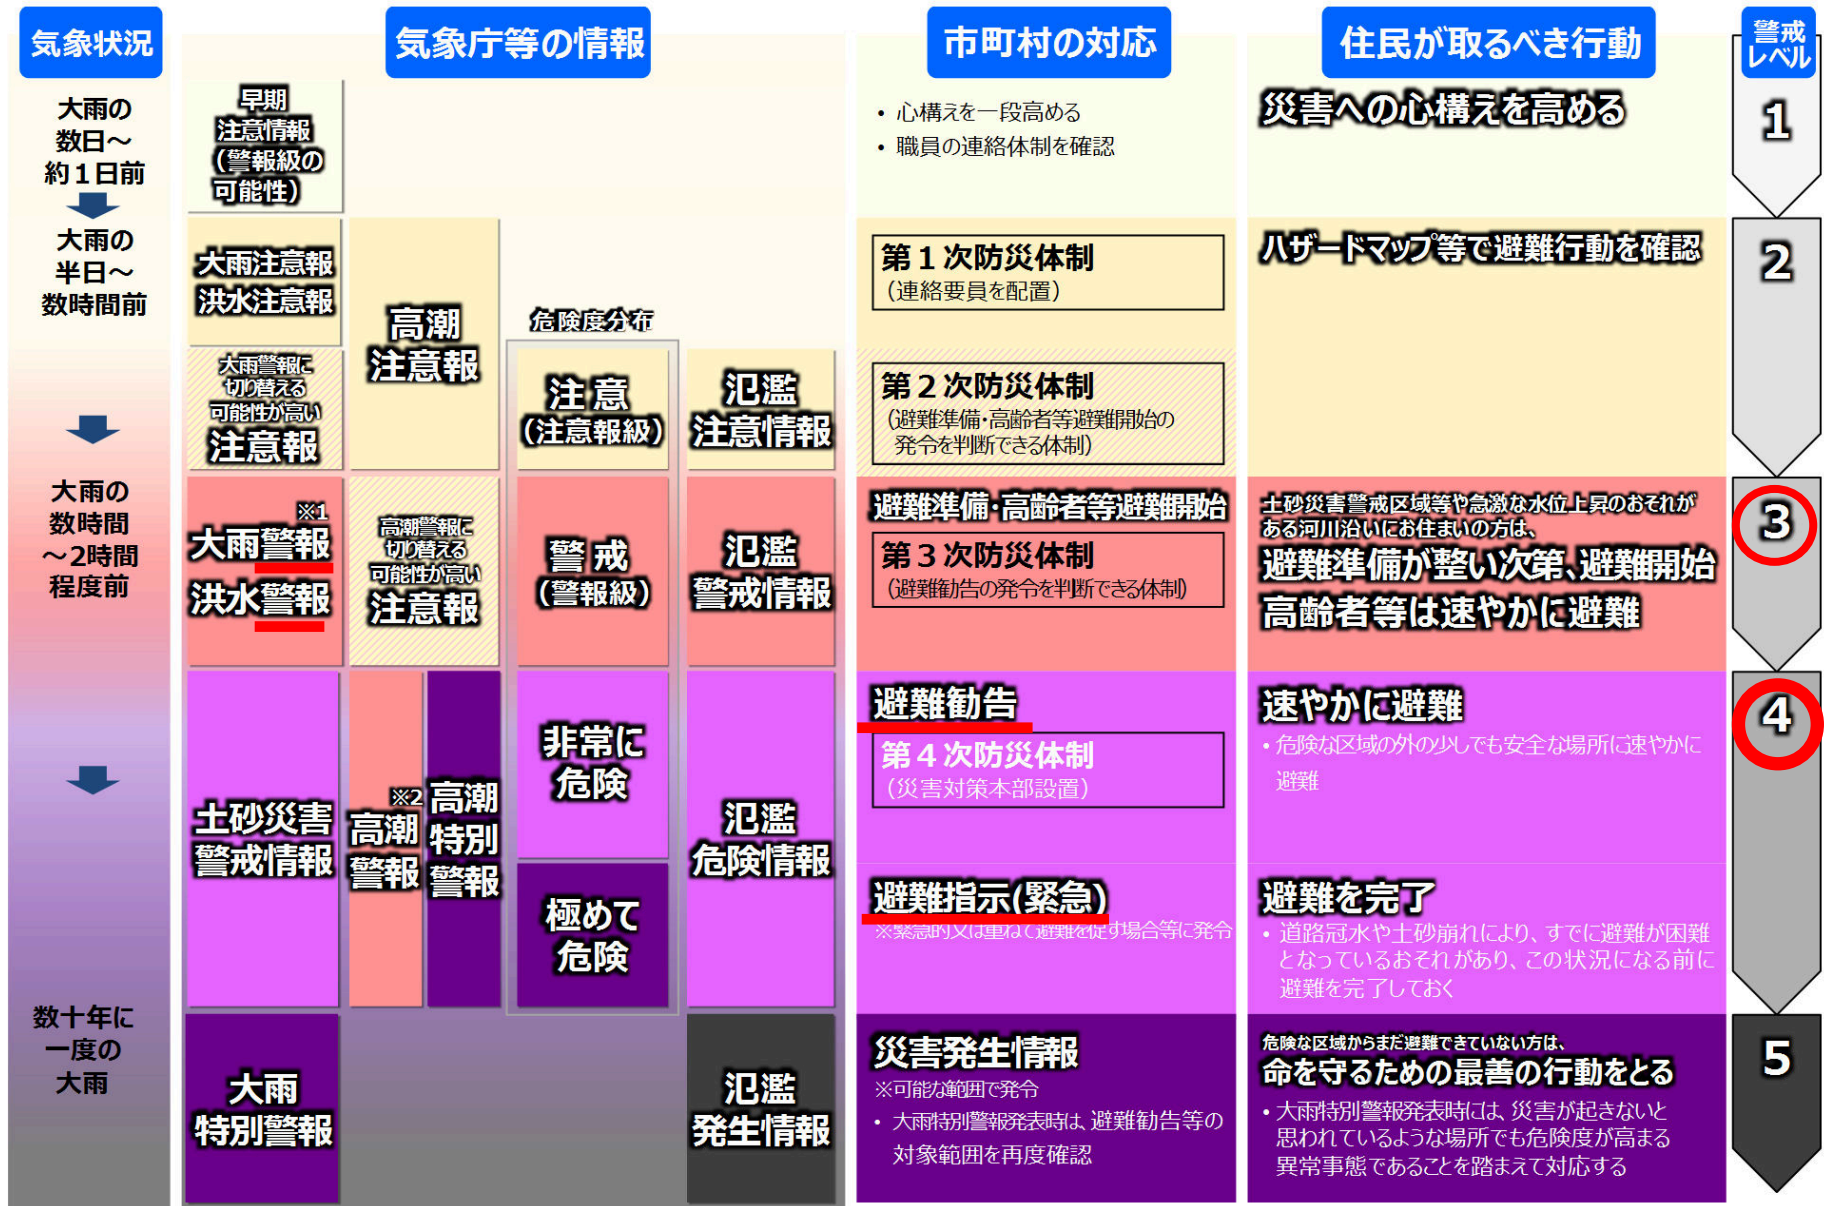 気象状況
気象庁等の情報
市町村の対応
住民が取るべき行動
警戒
レベル
大雨の
数日～
約１日前
早期
注意情報
（警報級の
可能性）
• 心構えを一段高める
• 職員の連絡体制を確認
災害への心構えを高める
1
大雨の
半日～
数時間前
大雨注意報
洪水注意報
大雨警報に
切り替える
可能性が高い
注意報
高潮
注意報
危険度分布
注意
（注意報級）
氾濫
注意情報
第１次防災体制
（連絡要員を配置）
第２次防災体制
（避難準備・高齢者等避難開始の
発令を判断できる体制）
ハザードマップ等で避難行動を確認
2
大雨の
数時間
～2時間
程度前
※1
大雨警報
洪水警報
高潮警報に
切り替える
可能性が高い
注意報
警戒
（警報級）
氾濫
警戒情報
避難準備・高齢者等避難開始
第３次防災体制
（避難勧告の発令を判断できる体制）
土砂災害警戒区域等や急激な水位上昇のおそれが
ある河川沿いにお住まいの方は、
避難準備が整い次第、避難開始
高齢者等は速やかに避難
3
土砂災害
警戒情報
※2
高潮
警報
高潮
特別
警報
非常に
危険
極めて
危険
氾濫
危険情報
避難勧告
第４次防災体制
（災害対策本部設置）
速やかに避難
• 危険な区域の外の少しでも安全な場所に速やかに
避難
4
避難指示(緊急)
※緊急的又は重ねて避難を促す場合等に発令
避難を完了
• 道路冠水や土砂崩れにより、すでに避難が困難
となっているおそれがあり、この状況になる前に
避難を完了しておく
数十年に
一度の
大雨
大雨
特別警報
氾濫
発生情報
災害発生情報
※可能な範囲で発令
• 大雨特別警報発表時は、避難勧告等の
対象範囲を再度確認
危険な区域からまだ避難できていない方は、
命を守るための最善の行動をとる
• 大雨特別警報発表時には、災害が起きないと
思われているような場所でも危険度が高まる
異常事態であることを踏まえて対応する
5